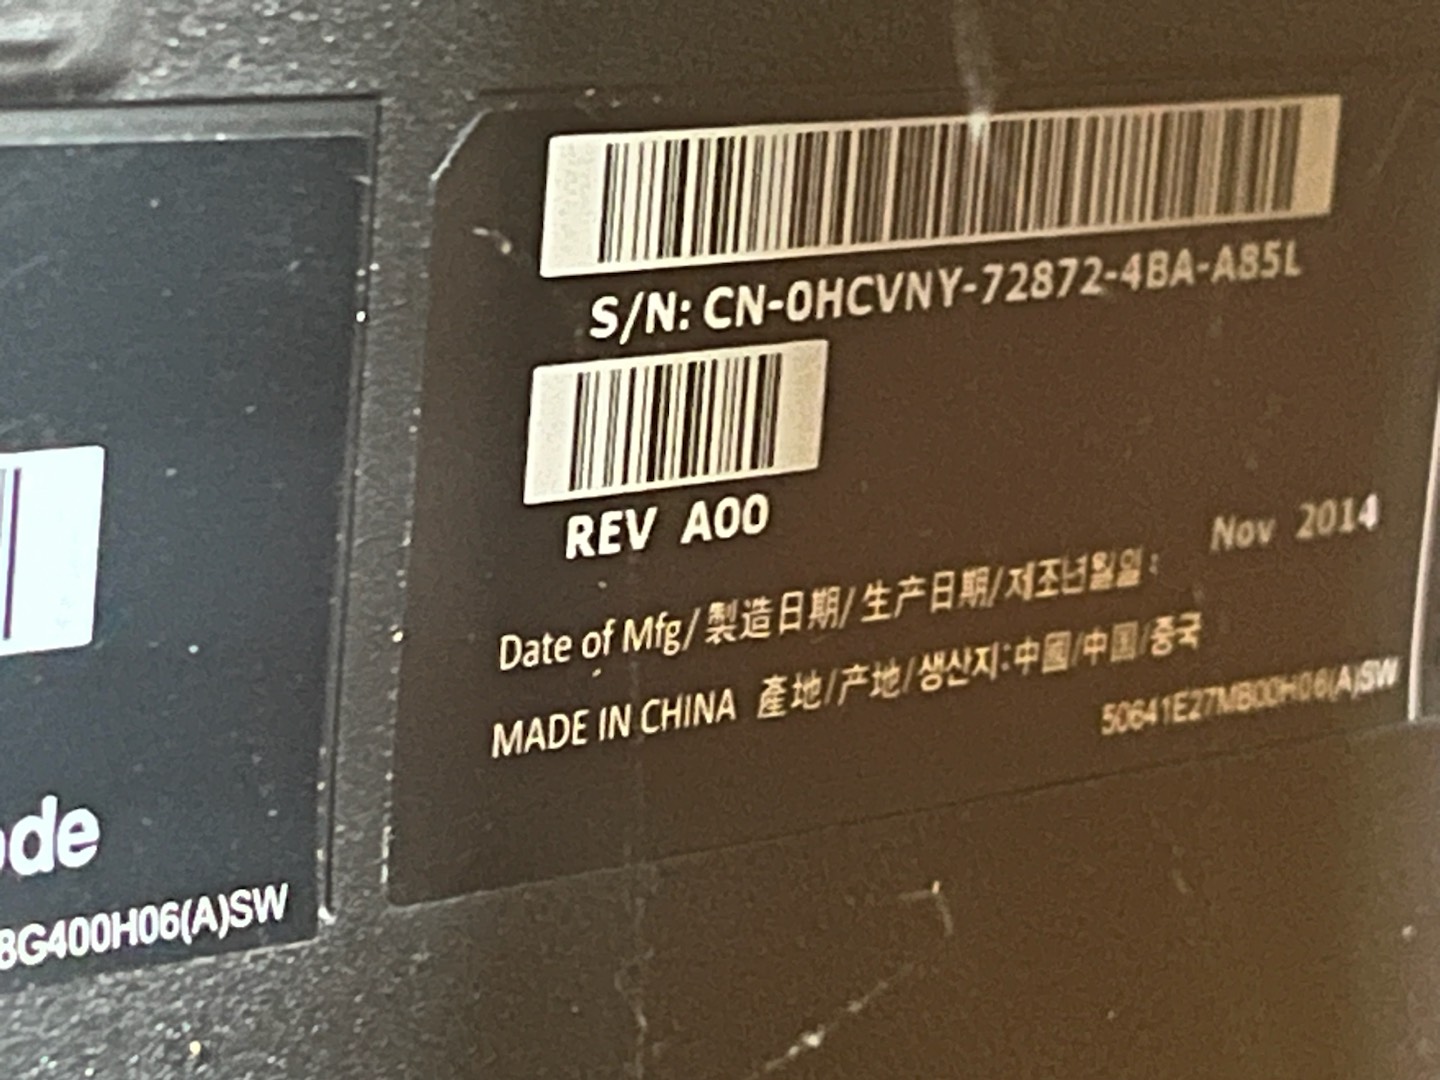 S/N: CN-0HCVNY-72872-4BA-A85L
REV A00
Nov 2014
Date of Mfg/製造日期/生产日期/제조년월일:
MADE IN CHINA 產地/产地/생산지:中國/中国/중국
50641E27MB00H06(A)SW
ode
8G400H06(A)SW